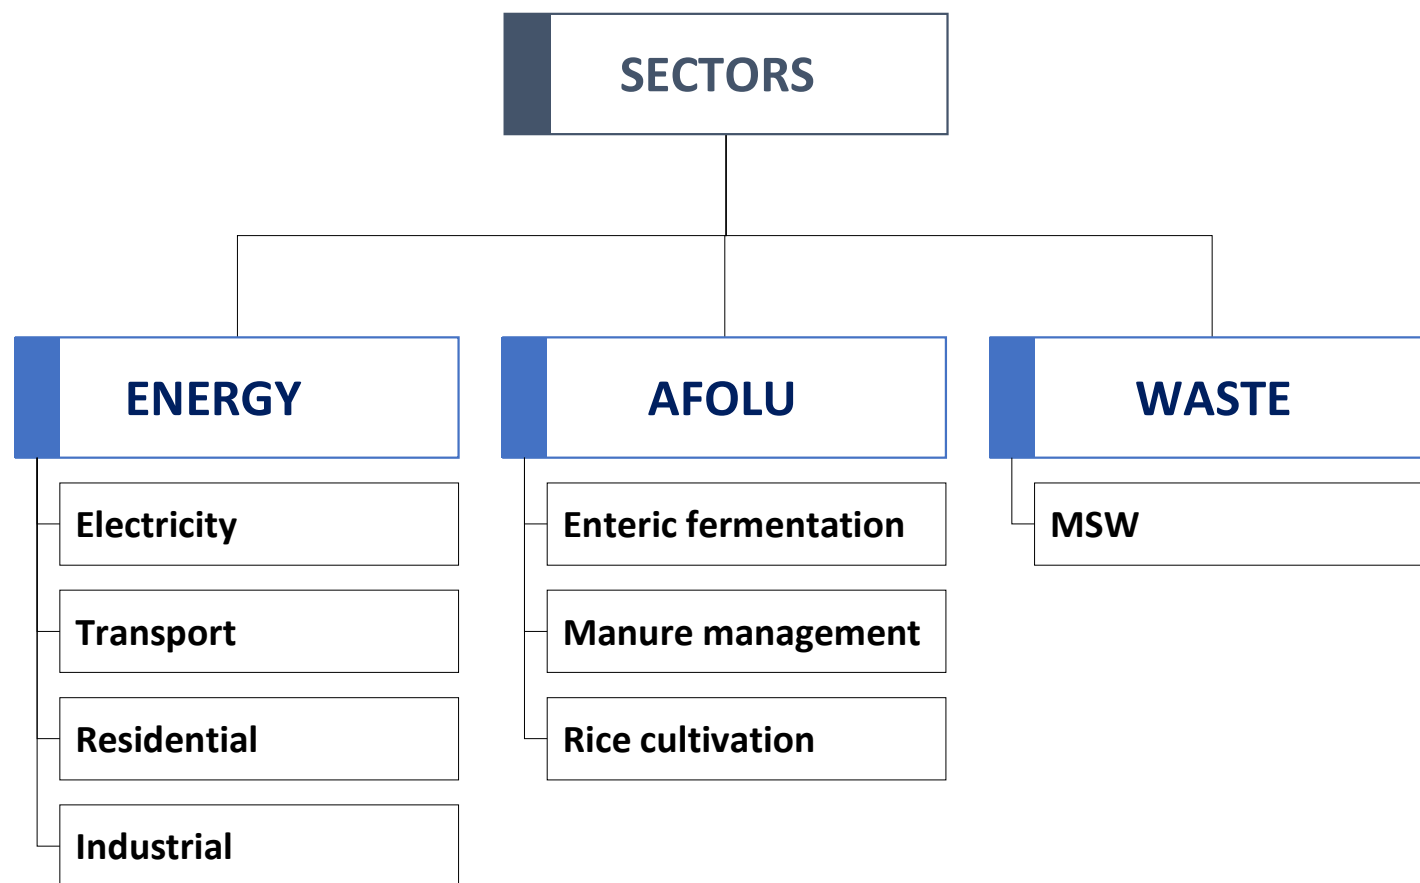 SECTORS
ENERGY
Electricity
Transport
Residential
Industrial
AFOLU
Enteric fermentation
Manure management
Rice cultivation
WASTE
MSW